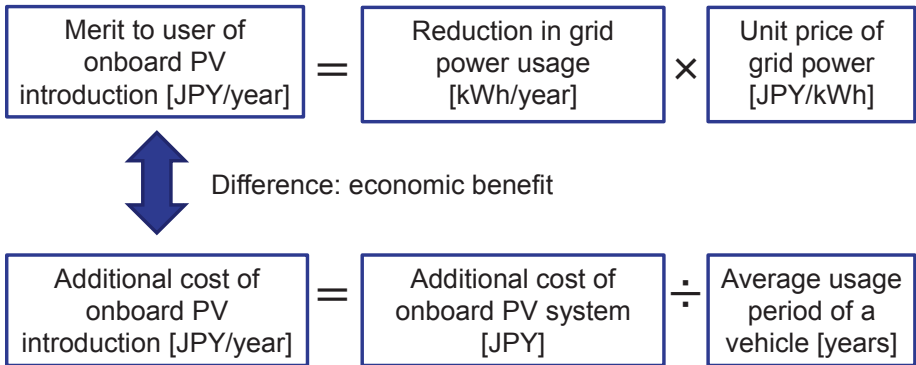 Merit to user of
onboard PV
introduction [JPY/year]
=
Reduction in grid
power usage
[kWh/year]
×
Unit price of
grid power
[JPY/kWh]
Difference: economic benefit
Additional cost of
onboard PV
introduction [JPY/year]
=
Additional cost of
onboard PV system
[JPY]
÷
Average usage
period of a
vehicle [years]